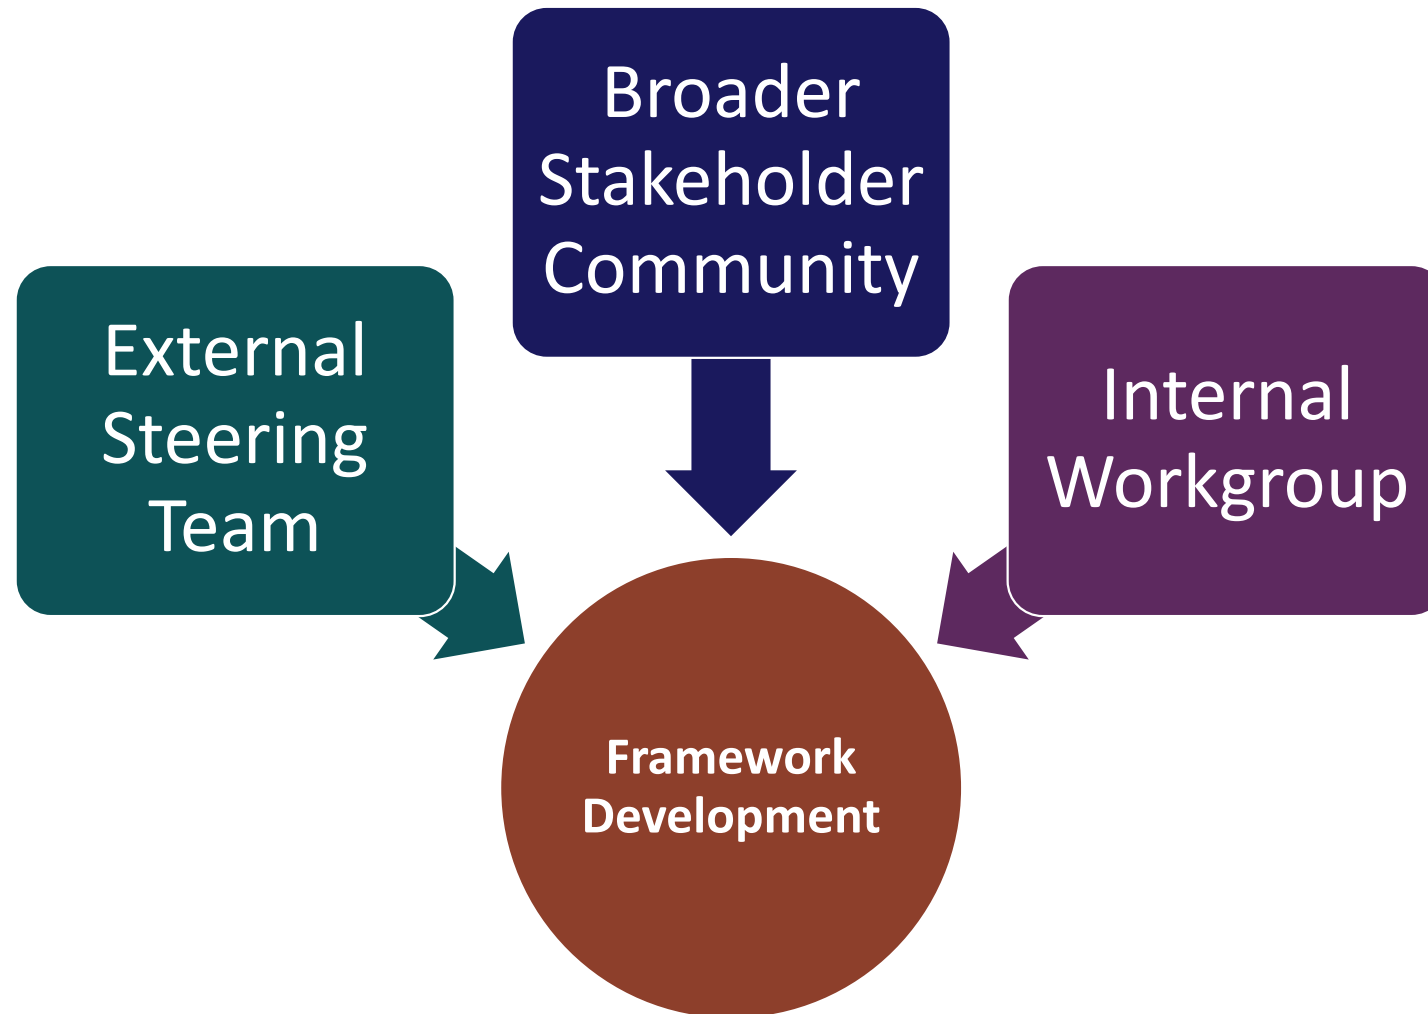 Broader
Stakeholder
Community
External
Steering
Team
Internal
Workgroup
Framework
Development